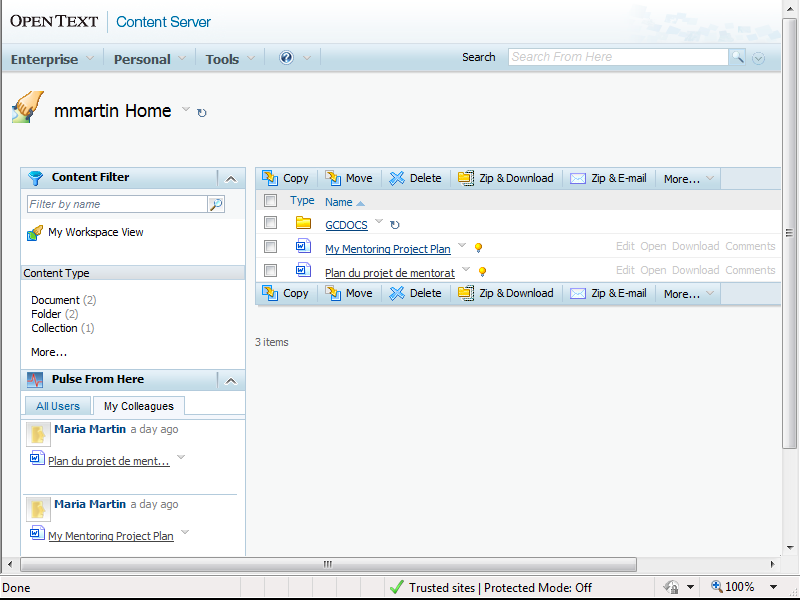 OPEN TEXT Content Server
Enterprise Personal Tools ? Search Search From Here
mmartin Home
Content Filter
Filter by name
My Workspace View
Content Type
Document (2)
Folder (2)
Collection (1)
More...
Pulse From Here
All Users My Colleagues
Maria Martin a day ago
Plan du projet de ment...
Maria Martin a day ago
My Mentoring Project Plan
Copy Move Delete Zip & Download Zip & E-mail More...
Type Name
GCDOCS
My Mentoring Project Plan Edit Open Download Comments
Plan du projet de mentorat Edit Open Download Comments
Copy Move Delete Zip & Download Zip & E-mail More...
3 items
Done Trusted sites | Protected Mode: Off 100%